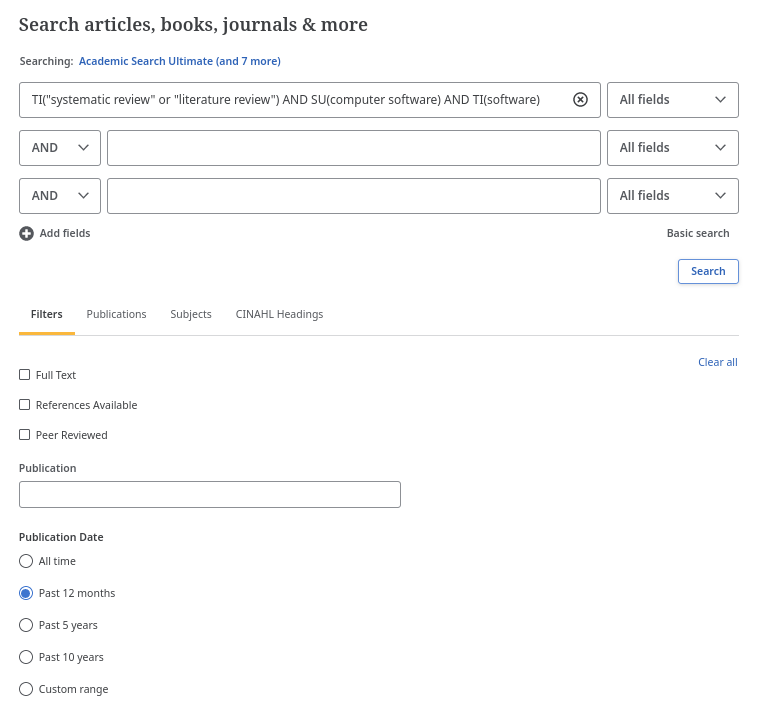 Search articles, books, journals & more
Searching: Academic Search Ultimate (and 7 more)
TI("systematic review" or "literature review") AND SU(computer software) AND TI(software) All fields
AND All fields
AND All fields
Add fields Basic search
Search
Filters Publications Subjects CINAHL Headings
Clear all
Full Text
References Available
Peer Reviewed
Publication
Publication Date
All time
Past 12 months
Past 5 years
Past 10 years
Custom range